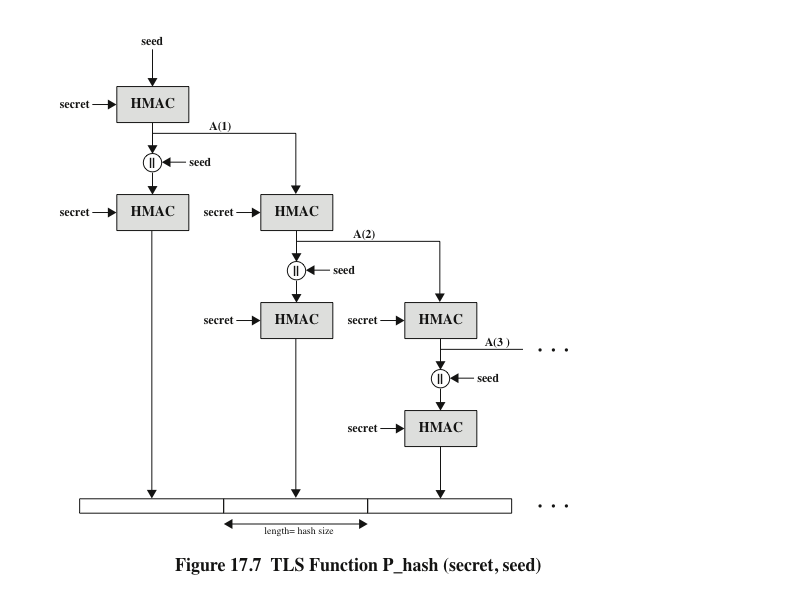 seed
secret HMAC
A(1)
|| seed
secret HMAC secret HMAC
A(2)
|| seed
secret HMAC secret HMAC
A(3 ) . . .
|| seed
secret HMAC
. . .
length= hash size
Figure 17.7 TLS Function P_hash (secret, seed)